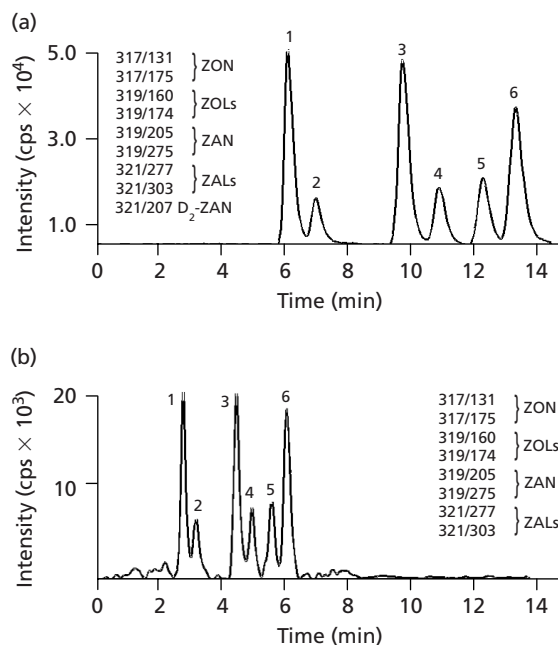 (a)
Intensity (cps × 10⁴)
5.0
3.0
1.0
317/131
317/175 } ZON
319/160
319/174 } ZOLs
319/205
319/275 } ZAN
321/277
321/303 } ZALs
321/207 D₂-ZAN
1
2
3
4
5
6
0 2 4 6 8 10 12 14
Time (min)
(b)
Intensity (cps × 10³)
20
10
1
2
3
4
5
6
317/131
317/175 } ZON
319/160
319/174 } ZOLs
319/205
319/275 } ZAN
321/277
321/303 } ZALs
0 2 4 6 8 10 12 14
Time (min)